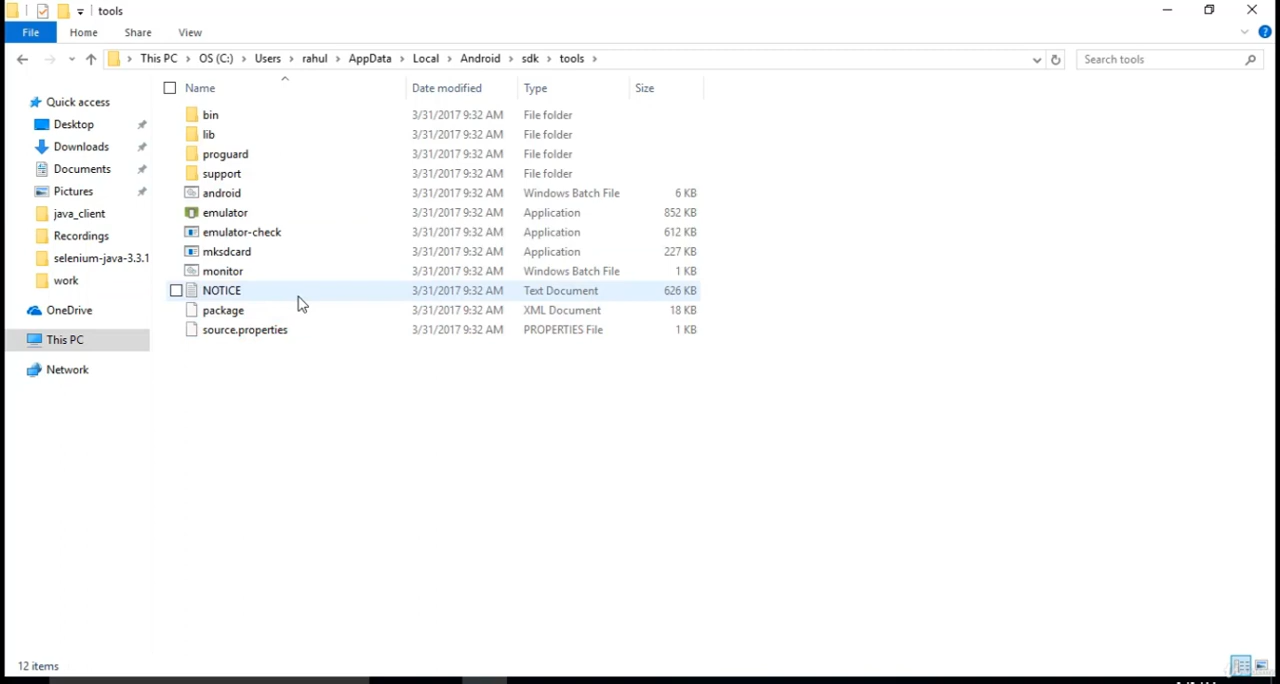 tools
File Home Share View
This PC OS (C:) Users rahul AppData Local Android sdk tools Search tools
Name Date modified Type Size
Quick access
Desktop
Downloads
Documents
Pictures
java_client
Recordings
selenium-java-3.3.1
work
OneDrive
This PC
Network
bin 3/31/2017 9:32 AM File folder
lib 3/31/2017 9:32 AM File folder
proguard 3/31/2017 9:32 AM File folder
support 3/31/2017 9:32 AM File folder
android 3/31/2017 9:32 AM Windows Batch File 6 KB
emulator 3/31/2017 9:32 AM Application 852 KB
emulator-check 3/31/2017 9:32 AM Application 612 KB
mksdcard 3/31/2017 9:32 AM Application 227 KB
monitor 3/31/2017 9:32 AM Windows Batch File 1 KB
NOTICE 3/31/2017 9:32 AM Text Document 626 KB
package 3/31/2017 9:32 AM XML Document 18 KB
source.properties 3/31/2017 9:32 AM PROPERTIES File 1 KB
12 items